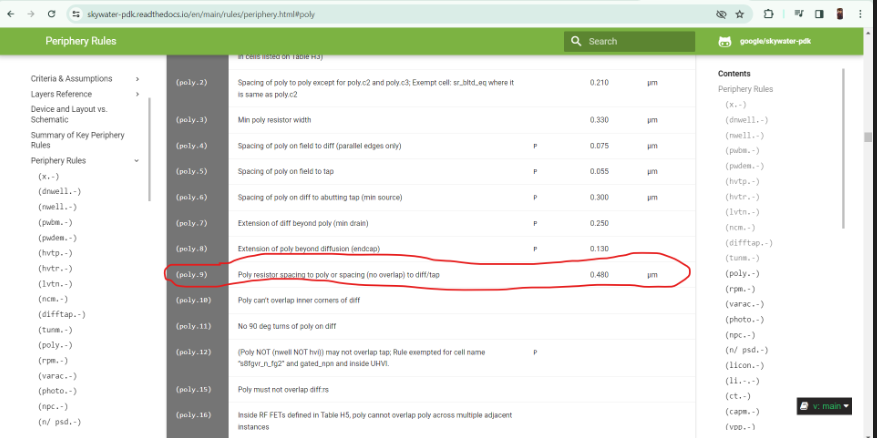 skywater-pdk.readthedocs.io/en/main/rules/periphery.html#poly
Periphery Rules
Search
google/skywater-pdk
Criteria & Assumptions
Layers Reference
Device and Layout vs.
Schematic
Summary of Key Periphery
Rules
Periphery Rules
(x.-)
(dnwell.-)
(nwell.-)
(pwbm.-)
(pwdem.-)
(hvtp.-)
(hvtr.-)
(lvtn.-)
(ncm.-)
(difftap.-)
(tunm.-)
(poly.-)
(rpm.-)
(varac.-)
(photo.-)
(npc.-)
(n/ psd.-)
in cells listed on Table H3)
(poly.2) Spacing of poly to poly except for poly.c2 and poly.c3; Exempt cell: sr_bltd_eq where it 0.210 µm
is same as poly.c2
(poly.3) Min poly resistor width 0.330 µm
(poly.4) Spacing of poly on field to diff (parallel edges only) P 0.075 µm
(poly.5) Spacing of poly on field to tap P 0.055 µm
(poly.6) Spacing of poly on diff to abutting tap (min source) P 0.300 µm
(poly.7) Extension of diff beyond poly (min drain) P 0.250
(poly.8) Extension of poly beyond diffusion (endcap) P 0.130
(poly.9) Poly resistor spacing to poly or spacing (no overlap) to diff/tap 0.480 µm
(poly.10) Poly can't overlap inner corners of diff
(poly.11) No 90 deg turns of poly on diff
(poly.12) (Poly NOT (nwell NOT hvi)) may not overlap tap; Rule exempted for cell name P
"s8fgvr_n_fg2" and gated_npn and inside UHVI.
(poly.15) Poly must not overlap diff:rs
(poly.16) Inside RF FETs defined in Table H5, poly cannot overlap poly across multiple adjacent
instances
Contents
Periphery Rules
(x.-)
(dnwell.-)
(nwell.-)
(pwbm.-)
(pwdem.-)
(hvtp.-)
(hvtr.-)
(lvtn.-)
(ncm.-)
(difftap.-)
(tunm.-)
(poly.-)
(rpm.-)
(varac.-)
(photo.-)
(npc.-)
(n/ psd.-)
(licon.-)
(li.-.-)
(ct.-)
(capm.-)
(vpp.-)
v: main